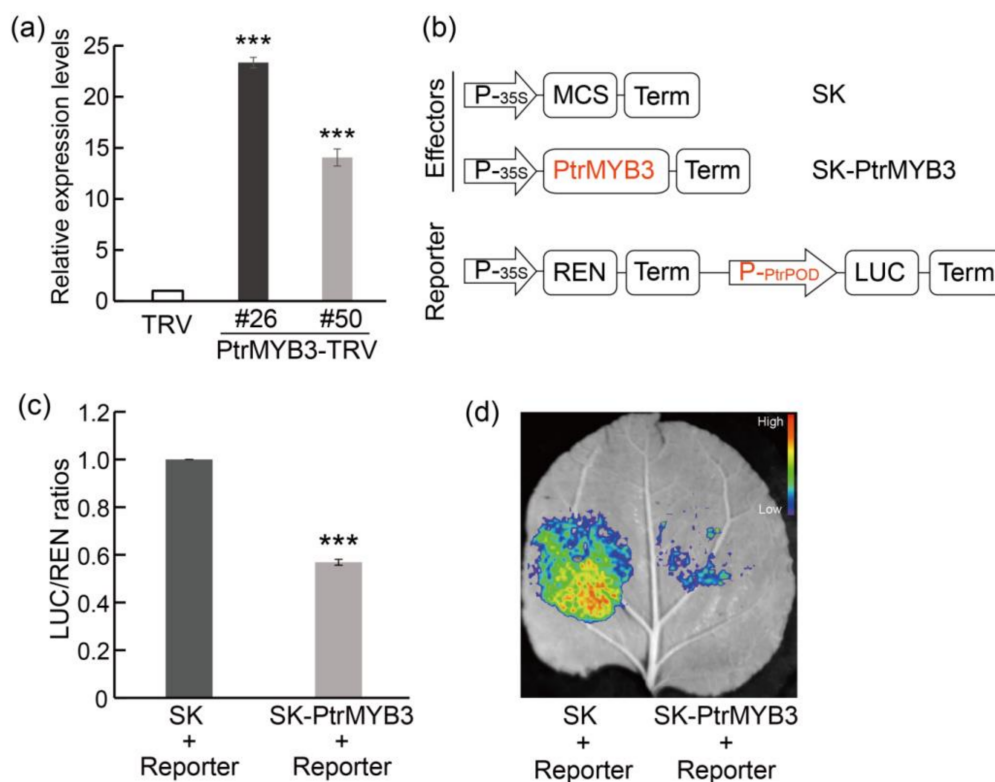 (a)
Relative expression levels
25
20
15
10
5
0
***
***
TRV
#26
#50
PtrMYB3-TRV
(b)
Effectors
P-35S
MCS
Term
SK
P-35S
PtrMYB3
Term
SK-PtrMYB3
Reporter
P-35S
REN
Term
P-PtrPOD
LUC
Term
(c)
LUC/REN ratios
1.2
1.0
0.8
0.6
0.4
0.2
0
***
SK
+
Reporter
SK-PtrMYB3
+
Reporter
(d)
High
Low
SK
+
Reporter
SK-PtrMYB3
+
Reporter